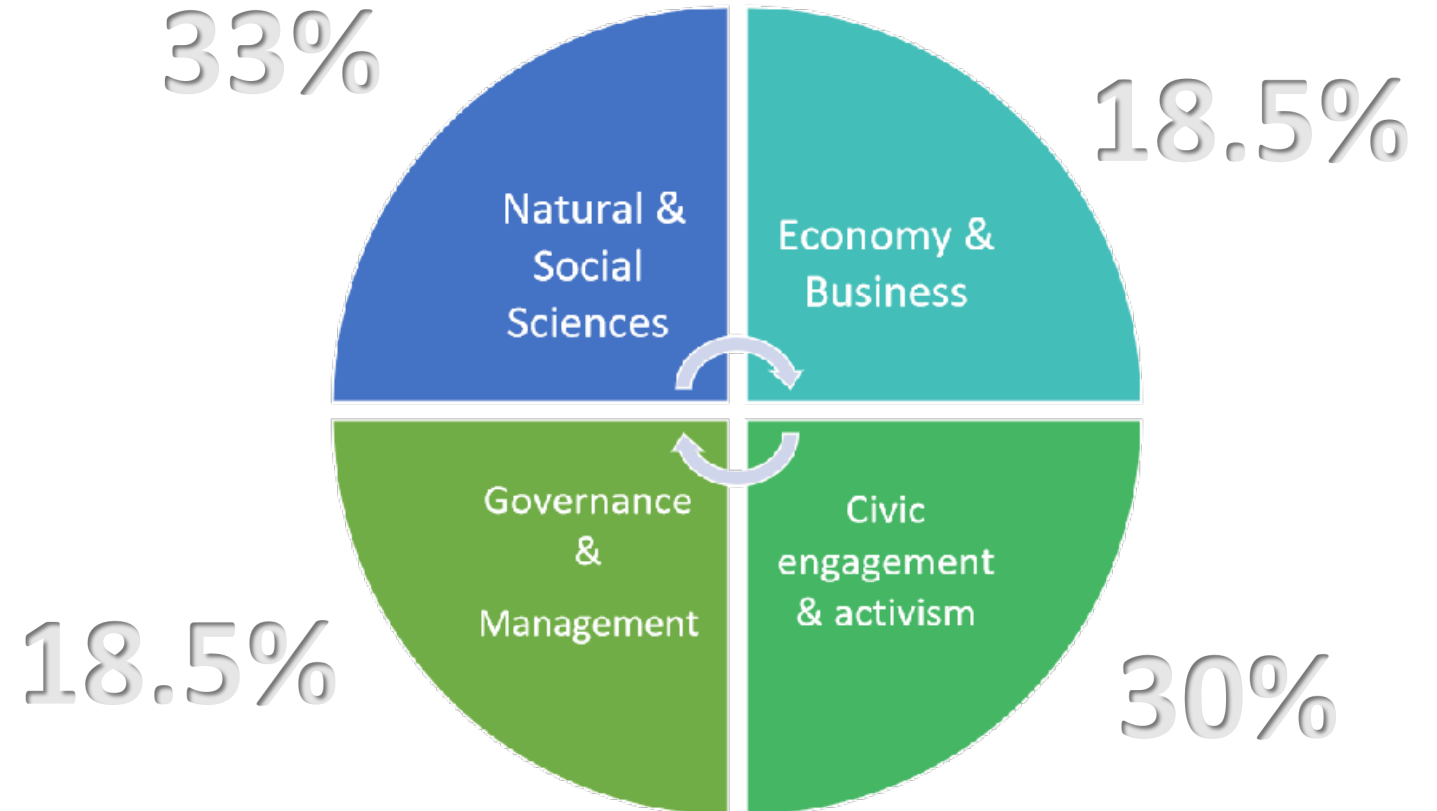 33%
18.5%
Natural &
Social
Sciences
Economy &
Business
Governance
&
Management
Civic
engagement
& activism
18.5%
30%